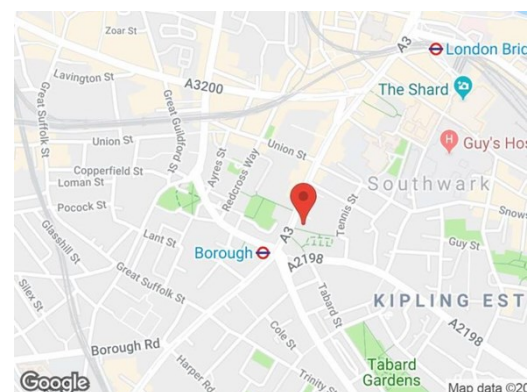 Zoar St
A3
London Brid
Lavington St
A3200
The Shard
Great Suffolk St
Great Guildford St
Union St
Union St
Guy's Hos
Ayres St
Redcross Way
Copperfield St
Loman St
Southwark
Pocock St
Tennis St
Snows
Glasshill St
Lant St
A3
Guy St
Borough
A2198
Great Suffolk St
Silex St
Tabard St
KIPLING EST
A2198
Cole St
Borough Rd
Harper Rd
Trinity St
Tabard
Gardens
Google
Map data ©20